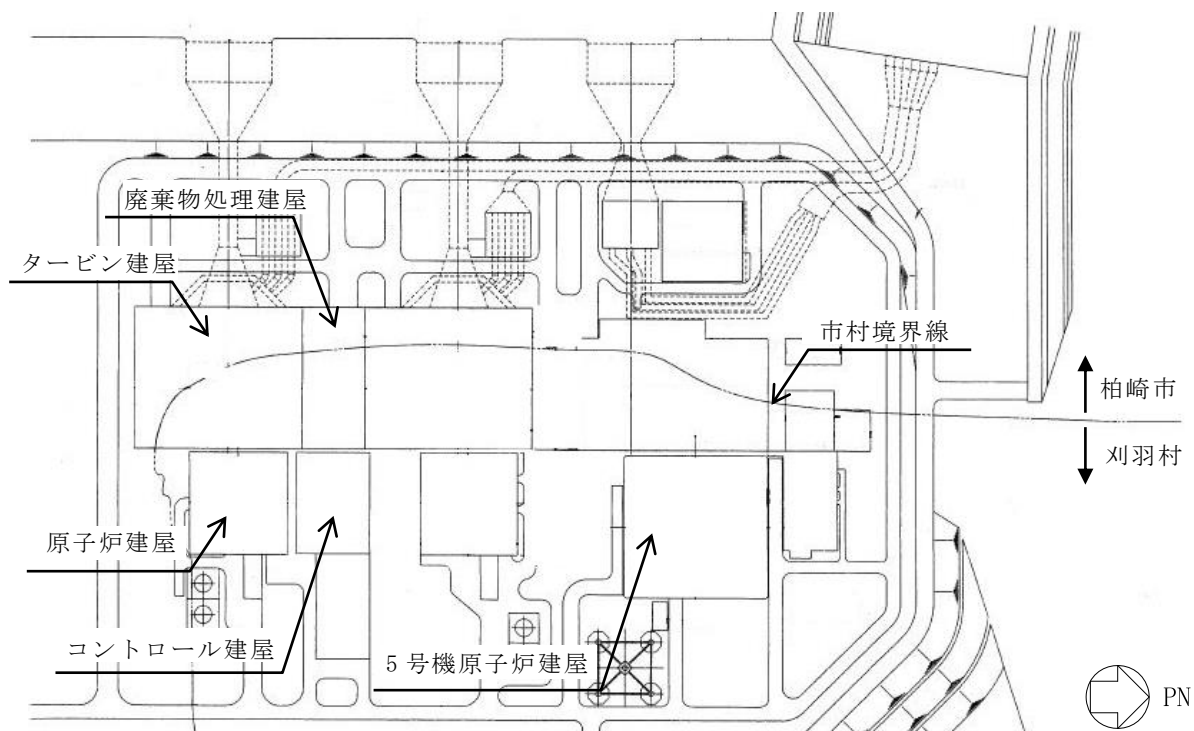 廃棄物処理建屋
タービン建屋
市村境界線
柏崎市
刈羽村
原子炉建屋
コントロール建屋
5号機原子炉建屋
PN